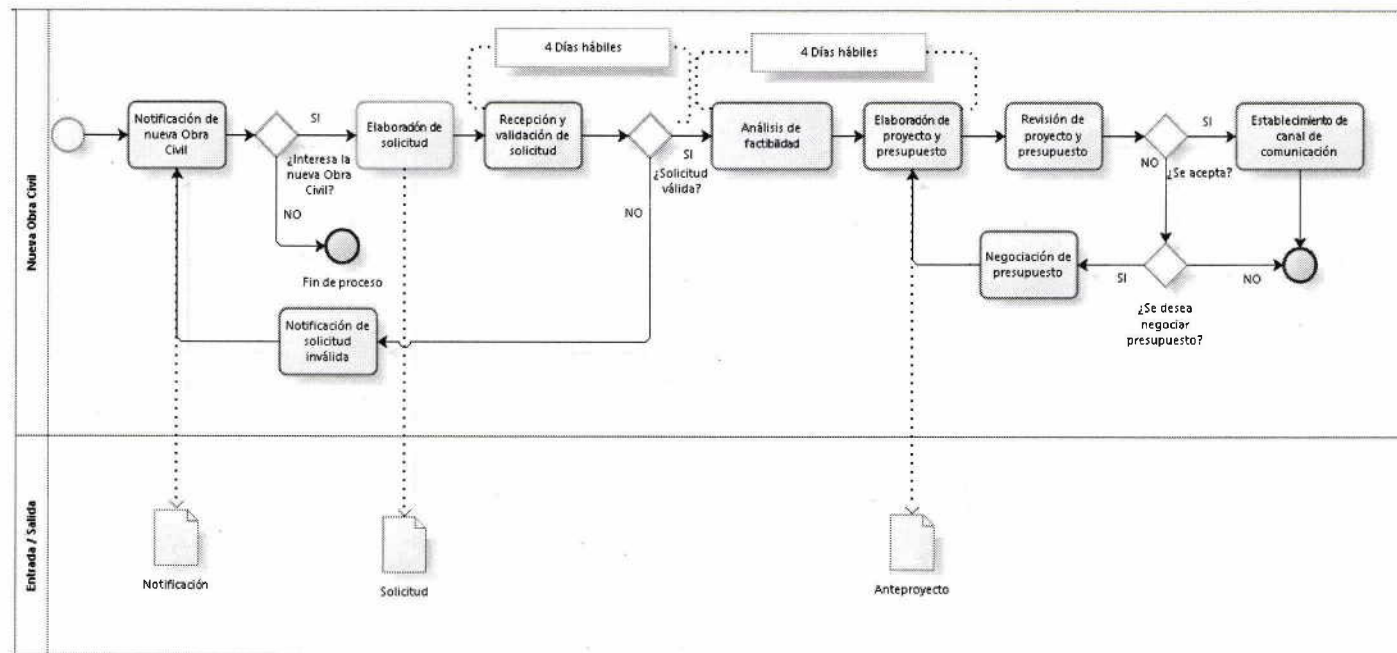 Nueva Obra Civil
4 Días hábiles
4 Días hábiles
Notificación de
nueva Obra
Civil
SI
¿Interesa la
nueva Obra
Civil?
NO
Fin de proceso
Elaboración de
solicitud
Recepción y
validación de
solicitud
SI
¿Solicitud
válida?
NO
Notificación de
solicitud
inválida
Análisis de
factibilidad
Elaboración de
proyecto y
presupuesto
Revisión de
proyecto y
presupuesto
SI
NO
¿Se acepta?
Establecimiento de
canal de
comunicación
Negociación de
presupuesto
SI
NO
¿Se desea
negociar
presupuesto?
Entrada / Salida
Notificación
Solicitud
Anteproyecto